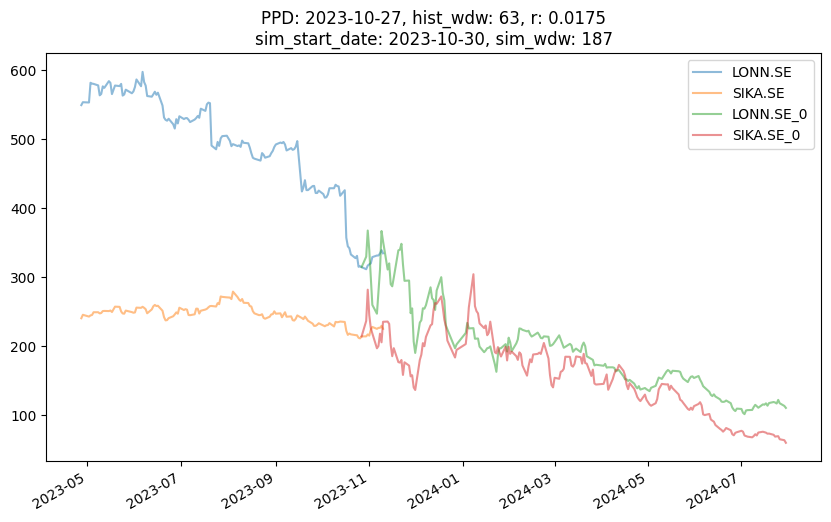 PPD: 2023-10-27, hist_wdw: 63, r: 0.0175
sim_start_date: 2023-10-30, sim_wdw: 187
LONN.SE
SIKA.SE
LONN.SE_0
SIKA.SE_0
600
500
400
300
200
100
2023-05
2023-07
2023-09
2023-11
2024-01
2024-03
2024-05
2024-07